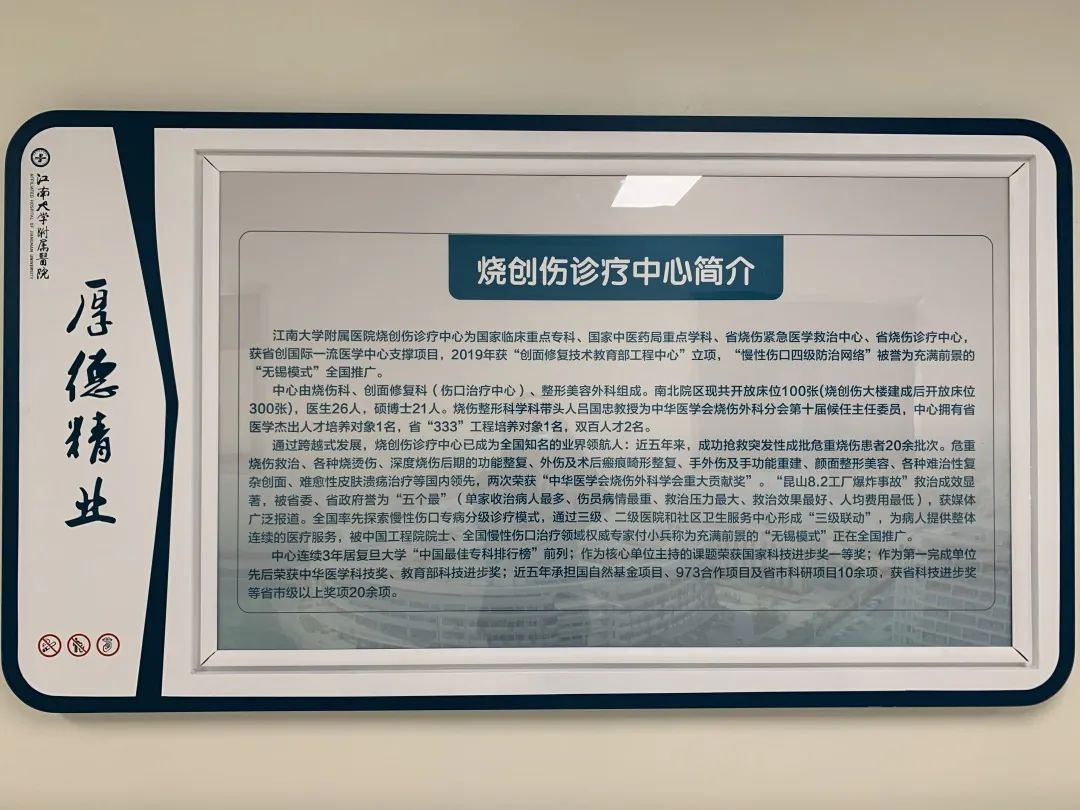 江南大学附属醫院
AFFILIATED HOSPITAL OF JIANGNAN UNIVERSITY
厚德精业
烧创伤诊疗中心简介
江南大学附属医院烧创伤诊疗中心为国家临床重点专科、国家中医药局重点学科、省烧伤紧急医学救治中心、省烧伤诊疗中心，
获省创国际一流医学中心支撑项目，2019年获“创面修复技术教育部工程中心”立项，“慢性伤口四级防治网络”被誉为充满前景的
“无锡模式”全国推广。
中心由烧伤科、创面修复科（伤口治疗中心）、整形美容外科组成。南北院区现共开放床位100张(烧创伤大楼建成后开放床位
300张)，医生26人，硕博士21人。烧伤整形科学科带头人吕国忠教授为中华医学会烧伤外科分会第十届候任主任委员，中心拥有省
医学杰出人才培养对象1名，省“333”工程培养对象1名，双百人才2名。
通过跨越式发展，烧创伤诊疗中心已成为全国知名的业界领航人：近五年来，成功抢救突发性成批危重烧伤患者20余批次。危重
烧伤救治、各种烧烫伤、深度烧伤后期的功能整复、外伤及术后瘢痕畸形整复、手外伤及手功能重建、颜面整形美容、各种难治性复
杂创面、难愈性皮肤溃疡治疗等国内领先，两次荣获“中华医学会烧伤外科学会重大贡献奖”。“昆山8.2工厂爆炸事故”救治成效显
著，被省委、省政府誉为“五个最”（单家收治病人最多、伤员病情最重、救治压力最大、救治效果最好、人均费用最低），获媒体
广泛报道。全国率先探索慢性伤口专病分级诊疗模式，通过三级、二级医院和社区卫生服务中心形成“三级联动”，为病人提供整体
连续的医疗服务，被中国工程院院士、全国慢性伤口治疗领域权威专家付小兵称为充满前景的“无锡模式”正在全国推广。
中心连续3年居复旦大学“中国最佳专科排行榜”前列；作为核心单位主持的课题荣获国家科技进步奖一等奖；作为第一完成单位
先后荣获中华医学科技奖、教育部科技进步奖；近五年承担国自然基金项目、973合作项目及省市科研项目10余项，获省科技进步奖
等省市级以上奖项20余项。